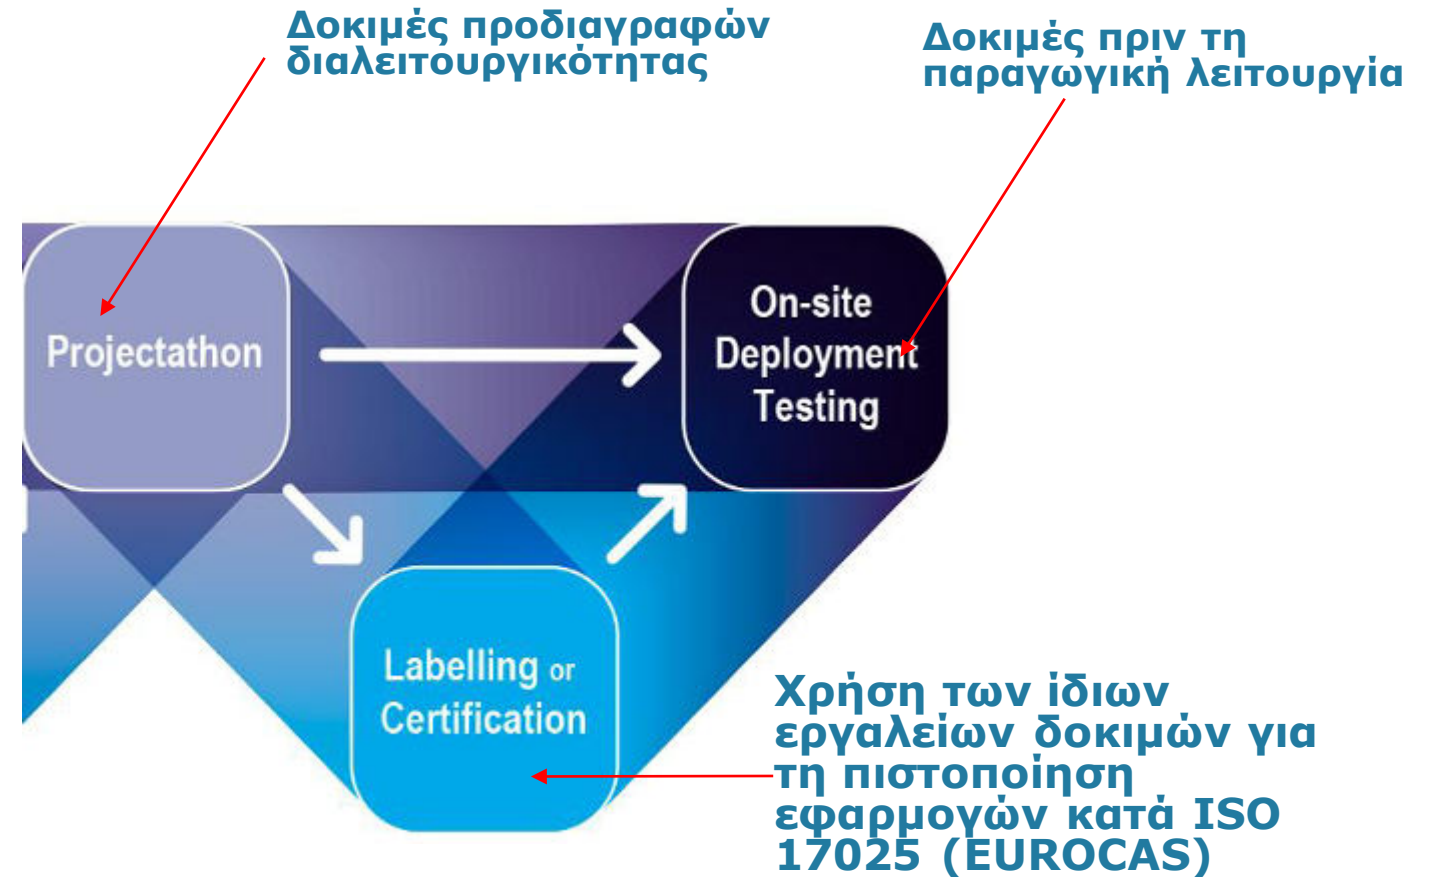 Δοκιμές προδιαγραφών
διαλειτουργικότητας
Δοκιμές πριν τη
παραγωγική λειτουργία
Projectathon
On-site
Deployment
Testing
Labelling or
Certification
Χρήση των ίδιων
εργαλείων δοκιμών για
τη πιστοποίηση
εφαρμογών κατά ISO
17025 (EUROCAS)